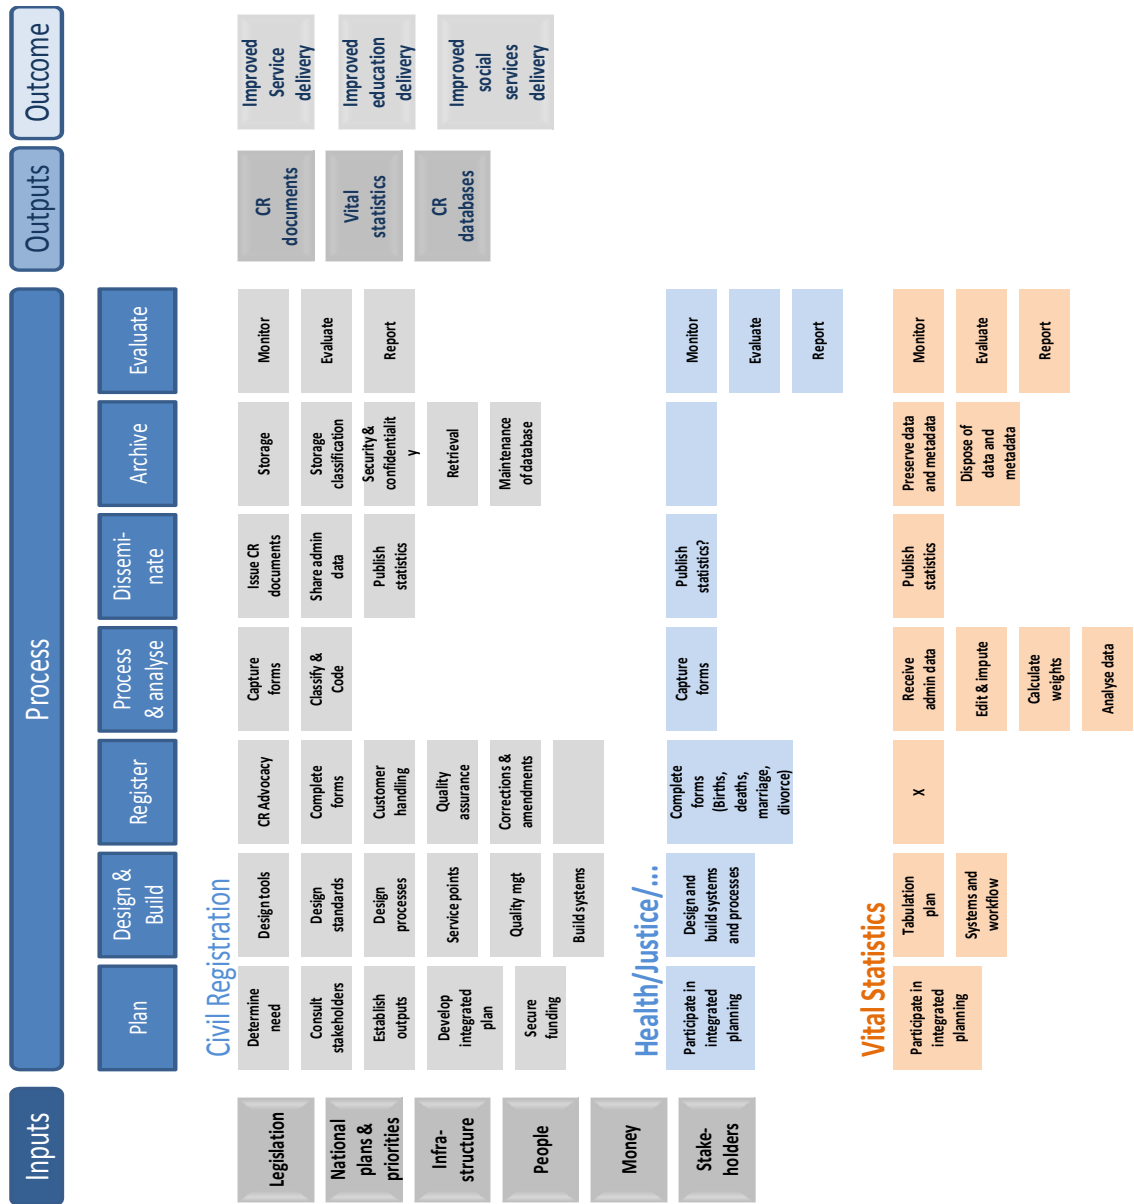 Inputs
Process
Outputs
Outcome
Plan
Design &
Build
Register
Process
& analyse
Dissemi-
nate
Archive
Evaluate
Legislation
National
plans &
priorities
Infra-
structure
People
Money
Stake-
holders
Civil Registration
Determine
need
Consult
stakeholders
Establish
outputs
Develop
integrated
plan
Secure
funding
Design tools
Design
standards
Design
processes
Service points
Quality mgt
Build systems
CR Advocacy
Complete
forms
Customer
handling
Quality
assurance
Corrections &
amendments
Capture
forms
Classify &
Code
Issue CR
documents
Share admin
data
Publish
statistics
Storage
Storage
classification
Security &
confidentialit
y
Retrieval
Maintenance
of database
Monitor
Evaluate
Report
CR
documents
Vital
statistics
CR
databases
Improved
Service
delivery
Improved
education
delivery
Improved
social
services
delivery
Health/Justice/...
Participate in
integrated
planning
Design and
build systems
and processes
Complete
forms
(Births,
deaths,
marriage,
divorce)
Capture
forms
Publish
statistics?
Monitor
Evaluate
Report
Vital Statistics
Participate in
integrated
planning
Tabulation
plan
Systems and
workflow
X
Receive
admin data
Edit & impute
Calculate
weights
Analyse data
Publish
statistics
Preserve data
and metadata
Dispose of
data and
metadata
Monitor
Evaluate
Report